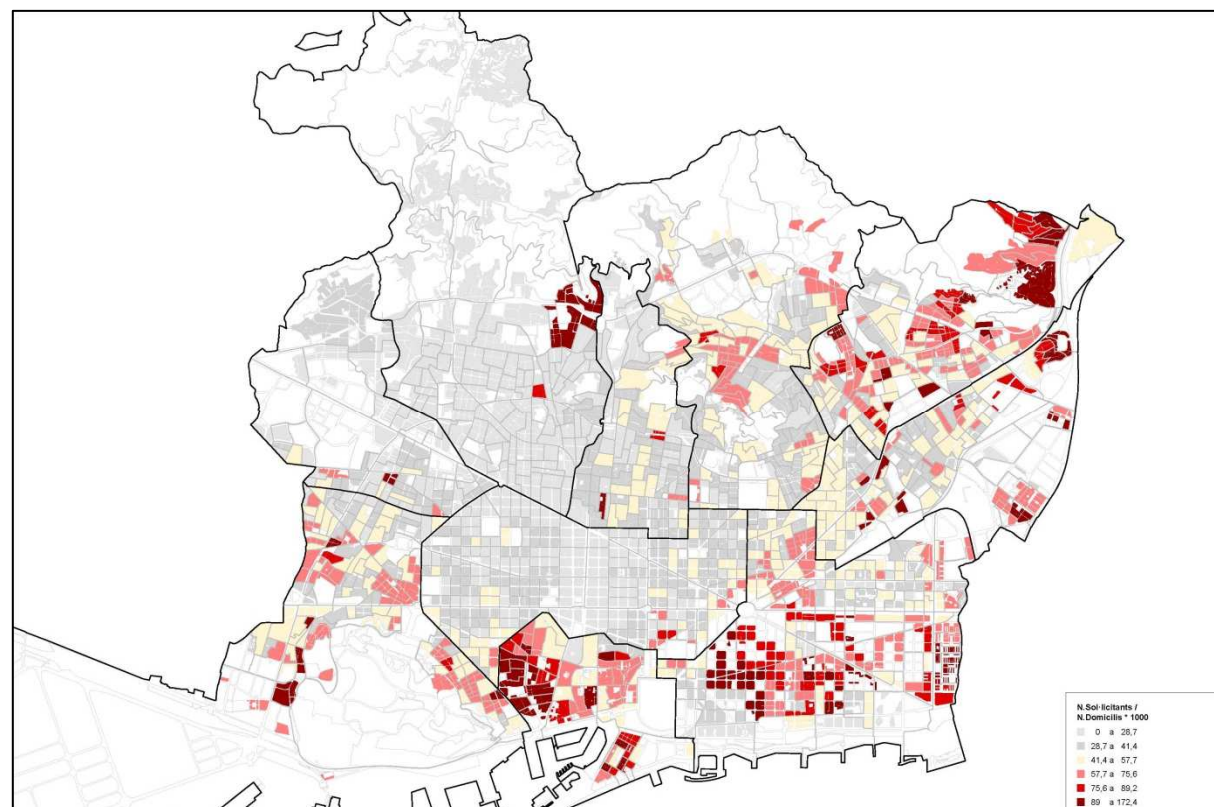 N.Sol·licitants /
N.Domicilis * 1000
0 a 28,7
28,7 a 41,4
41,4 a 57,7
57,7 a 75,6
75,6 a 89,2
89 a 172,4